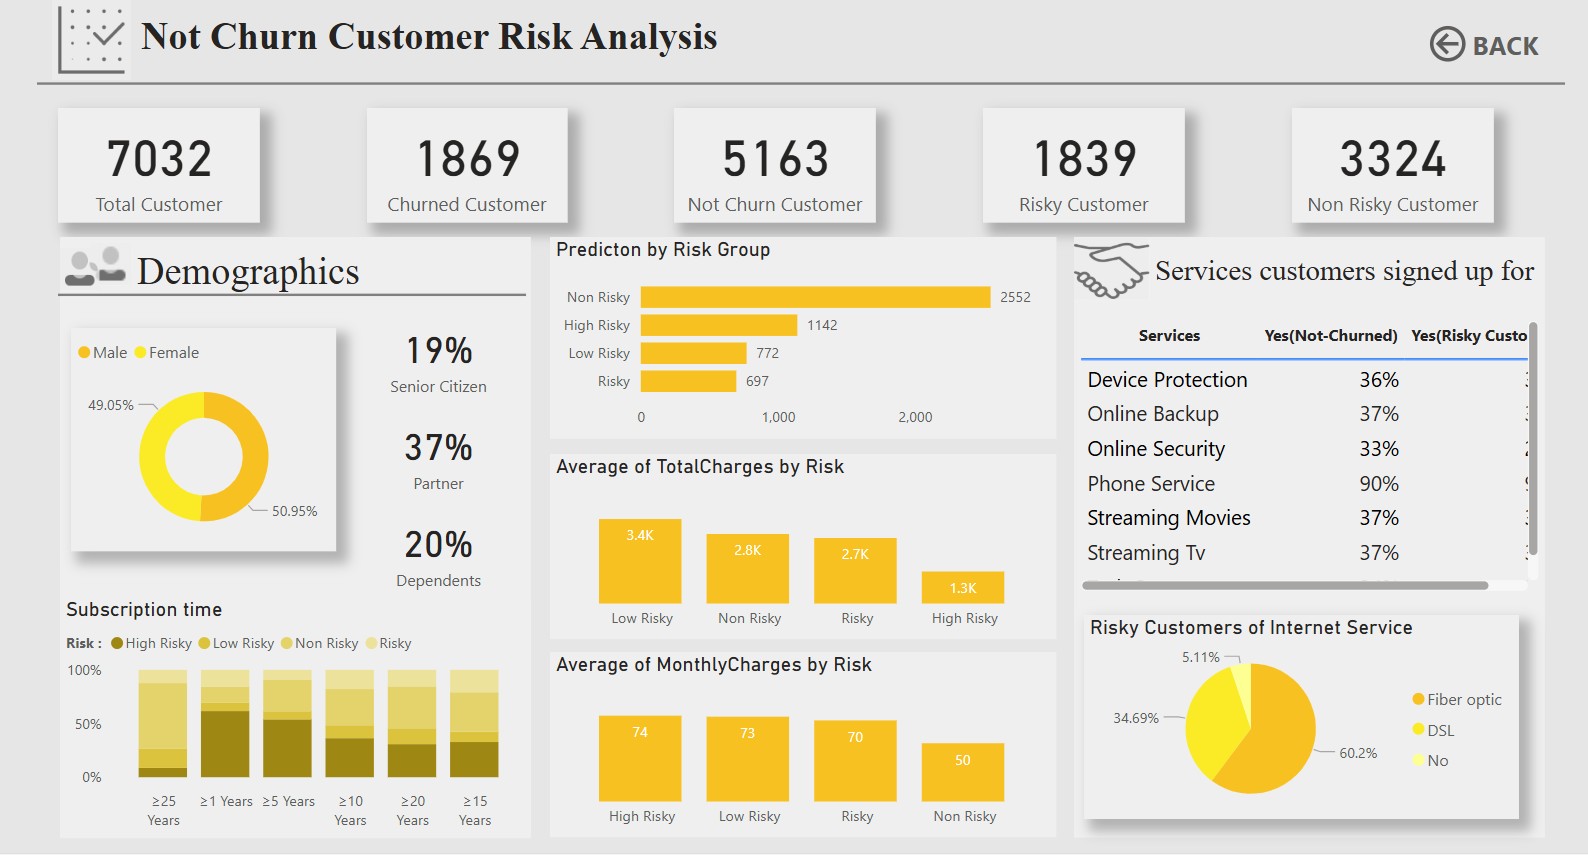 Not Churn Customer Risk Analysis
BACK
7032
Total Customer
1869
Churned Customer
5163
Not Churn Customer
1839
Risky Customer
3324
Non Risky Customer
Demographics
Male Female
49.05%
50.95%
19%
Senior Citizen
37%
Partner
20%
Dependents
Subscription time
Risk : High Risky Low Risky Non Risky Risky
100%
50%
0%
≥25 Years
≥1 Years
≥5 Years
≥10 Years
≥20 Years
≥15 Years
Predicton by Risk Group
Non Risky 2552
High Risky 1142
Low Risky 772
Risky 697
0 1,000 2,000
Average of TotalCharges by Risk
3.4K 2.8K 2.7K 1.3K
Low Risky Non Risky Risky High Risky
Average of MonthlyCharges by Risk
74 73 70 50
High Risky Low Risky Risky Non Risky
Services customers signed up for
Services Yes(Not-Churned) Yes(Risky Custo
Device Protection 36%
Online Backup 37%
Online Security 33%
Phone Service 90%
Streaming Movies 37%
Streaming Tv 37%
Risky Customers of Internet Service
5.11%
34.69%
60.2%
Fiber optic
DSL
No